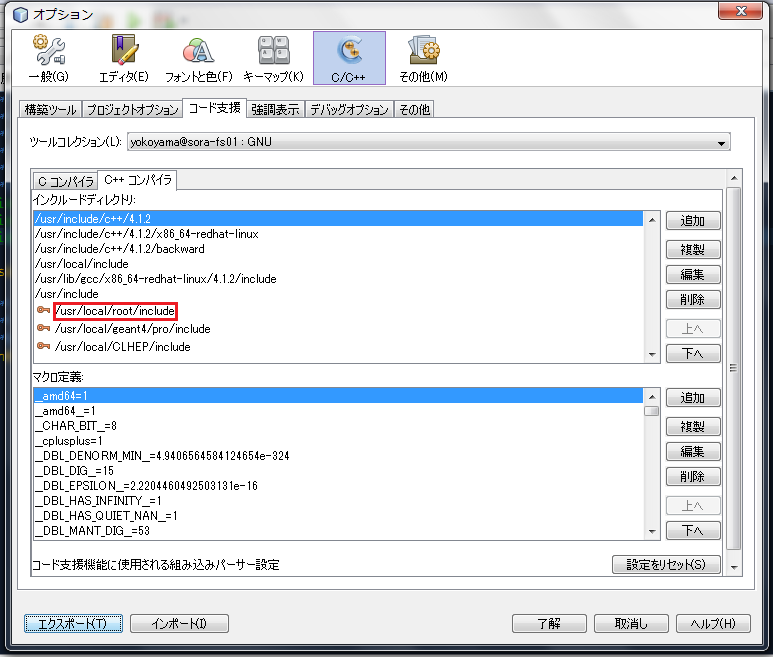 オプション
一般(G) エディタ(E) フォントと色(F) キーマップ(K) C/C++ その他(M)
構築ツール プロジェクトオプション コード支援 強調表示 デバッグオプション その他
ツールコレクション(L): yokoyama@sora-fs01 : GNU
C コンパイラ C++ コンパイラ
インクルードディレクトリ:
/usr/include/c++/4.1.2
/usr/include/c++/4.1.2/x86_64-redhat-linux
/usr/include/c++/4.1.2/backward
/usr/local/include
/usr/lib/gcc/x86_64-redhat-linux/4.1.2/include
/usr/include
/usr/local/root/include
/usr/local/geant4/pro/include
/usr/local/CLHEP/include
追加
複製
編集
削除
上へ
下へ
マクロ定義:
__amd64=1
__amd64__=1
__CHAR_BIT__=8
__cplusplus=1
__DBL_DENORM_MIN__=4.9406564584124654e-324
__DBL_DIG__=15
__DBL_EPSILON__=2.2204460492503131e-16
__DBL_HAS_INFINITY__=1
__DBL_HAS_QUIET_NAN__=1
__DBL_MANT_DIG__=53
追加
複製
編集
削除
上へ
下へ
コード支援機能に使用される組み込みパーサー設定 設定をリセット(S)
エクスポート(T) インポート(I) 了解 取消し ヘルプ(H)